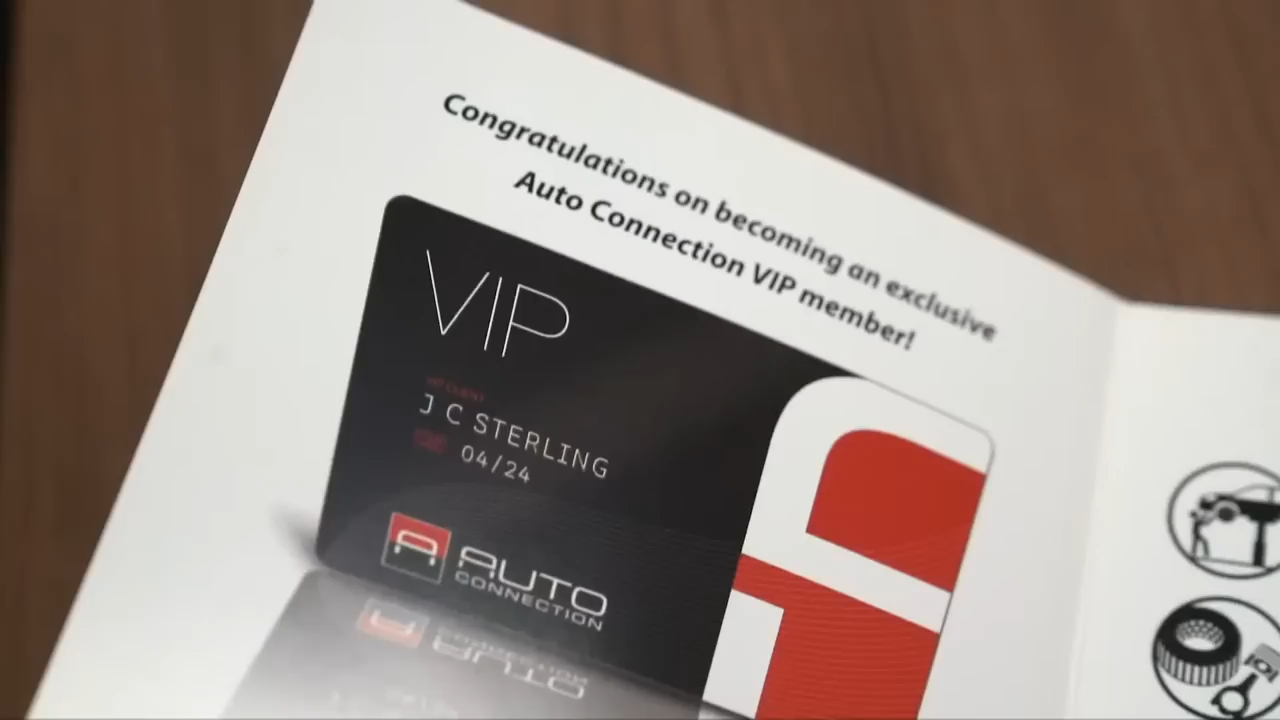 Congratulations on becoming an exclusive
Auto Connection VIP member!
VIP
J C STERLING
04/24
AUTO
CONNECTION